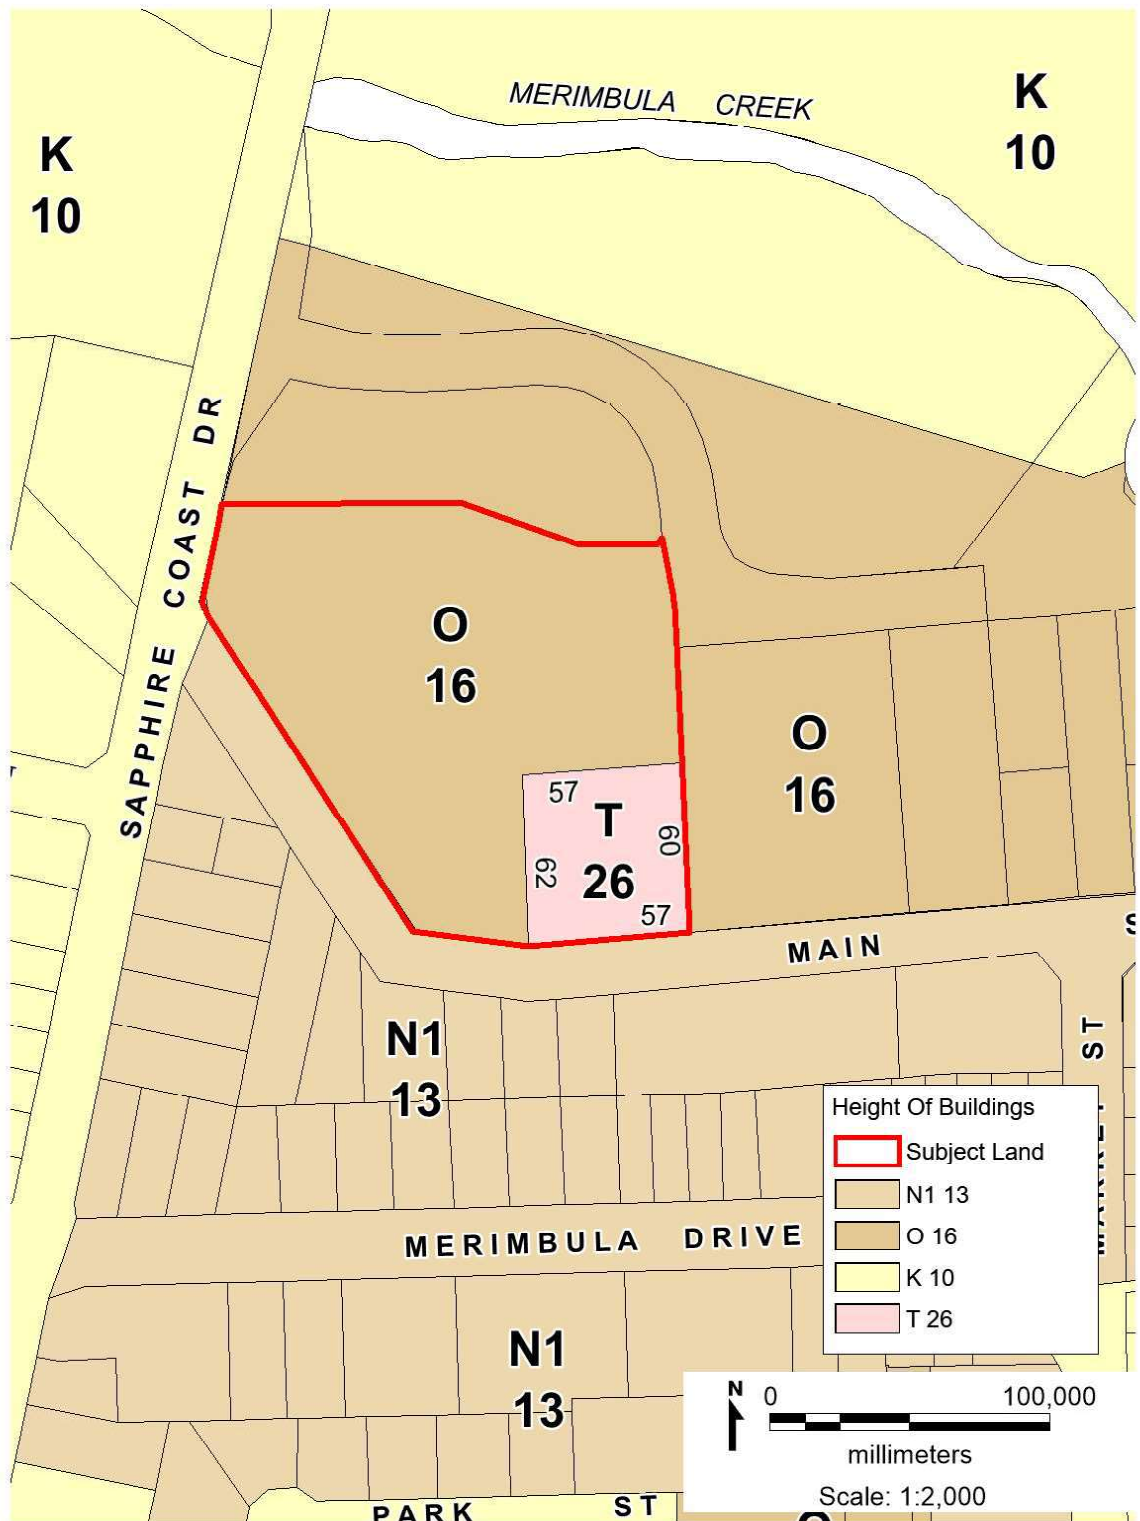 MERIMBULA CREEK
K
10
K
10
SAPPHIRE COAST DR
O
16
O
16
57
T
26
60
62
57
MAIN
S
N1
13
ST
Height Of Buildings
Subject Land
N1 13
O 16
K 10
T 26
MERIMBULA DRIVE
N1
13
N
0 100,000
millimeters
Scale: 1:2,000
PARK ST